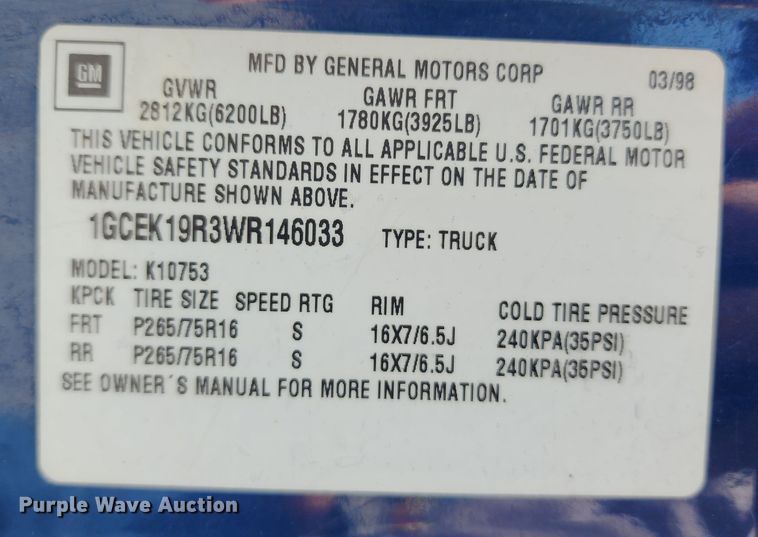 GM
MFD BY GENERAL MOTORS CORP 03/98
GVWR GAWR FRT GAWR RR
2812KG(6200LB) 1780KG(3925LB) 1701KG(3750LB)
THIS VEHICLE CONFORMS TO ALL APPLICABLE U.S. FEDERAL MOTOR
VEHICLE SAFETY STANDARDS IN EFFECT ON THE DATE OF
MANUFACTURE SHOWN ABOVE.
1GCEK19R3WR146033 TYPE: TRUCK
MODEL: K10753
KPCK TIRE SIZE SPEED RTG RIM COLD TIRE PRESSURE
FRT P265/75R16 S 16X7/6.5J 240KPA(35PSI)
RR P265/75R16 S 16X7/6.5J 240KPA(35PSI)
SEE OWNER´S MANUAL FOR MORE INFORMATION.
Purple Wave Auction